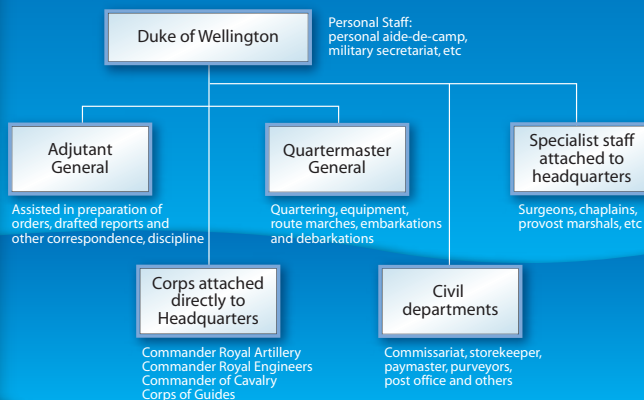 Duke of Wellington
Personal Staff:
personal aide-de-camp,
military secretariat, etc
Adjutant
General
Assisted in preparation of
orders, drafted reports and
other correspondence, discipline
Quartermaster
General
Quartering, equipment,
route marches, embarkations
and debarkations
Specialist staff
attached to
headquarters
Surgeons, chaplains,
provost marshals, etc
Corps attached
directly to
Headquarters
Commander Royal Artillery
Commander Royal Engineers
Commander of Cavalry
Corps of Guides
Civil
departments
Commissariat, storekeeper,
paymaster, purveyors,
post office and others